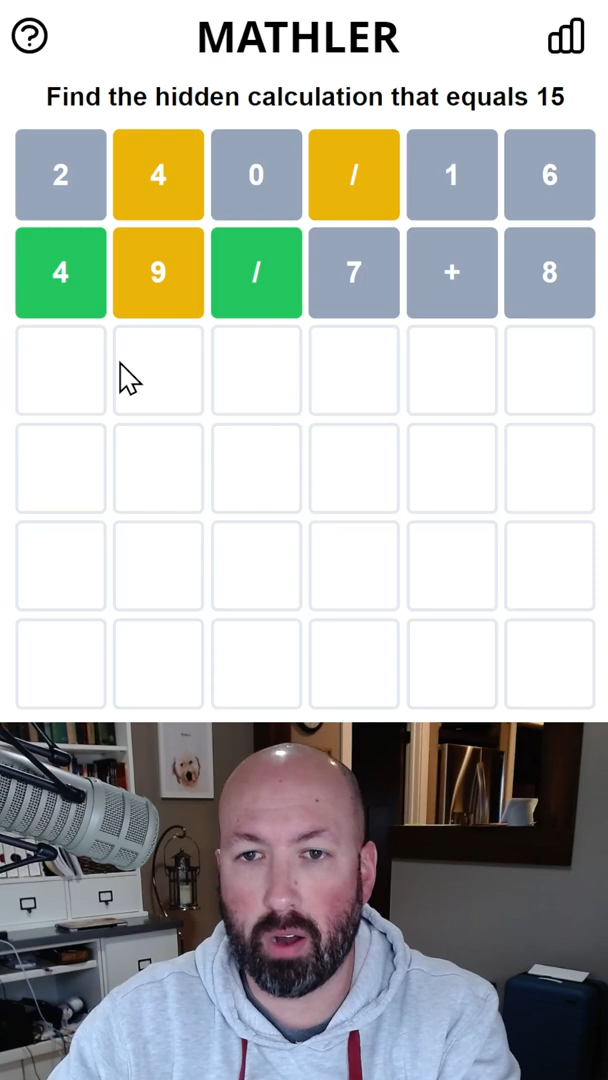 ?
MATHLER
Find the hidden calculation that equals 15
2 4 0 / 1 6
4 9 / 7 + 8